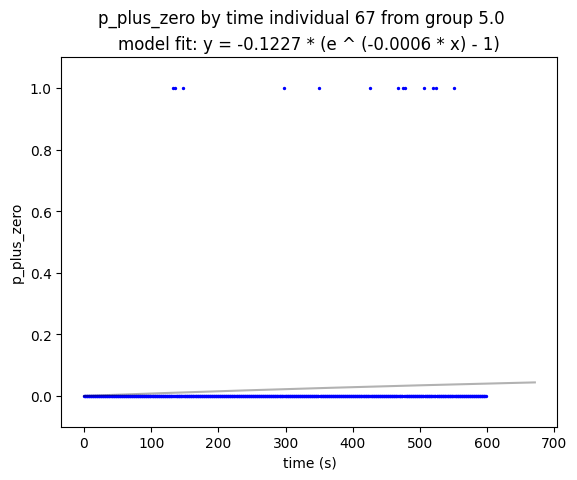 p_plus_zero by time individual 67 from group 5.0
model fit: y = -0.1227 * (e ^ (-0.0006 * x) - 1)
1.0
0.8
0.6
0.4
0.2
0.0
p_plus_zero
0 100 200 300 400 500 600 700
time (s)